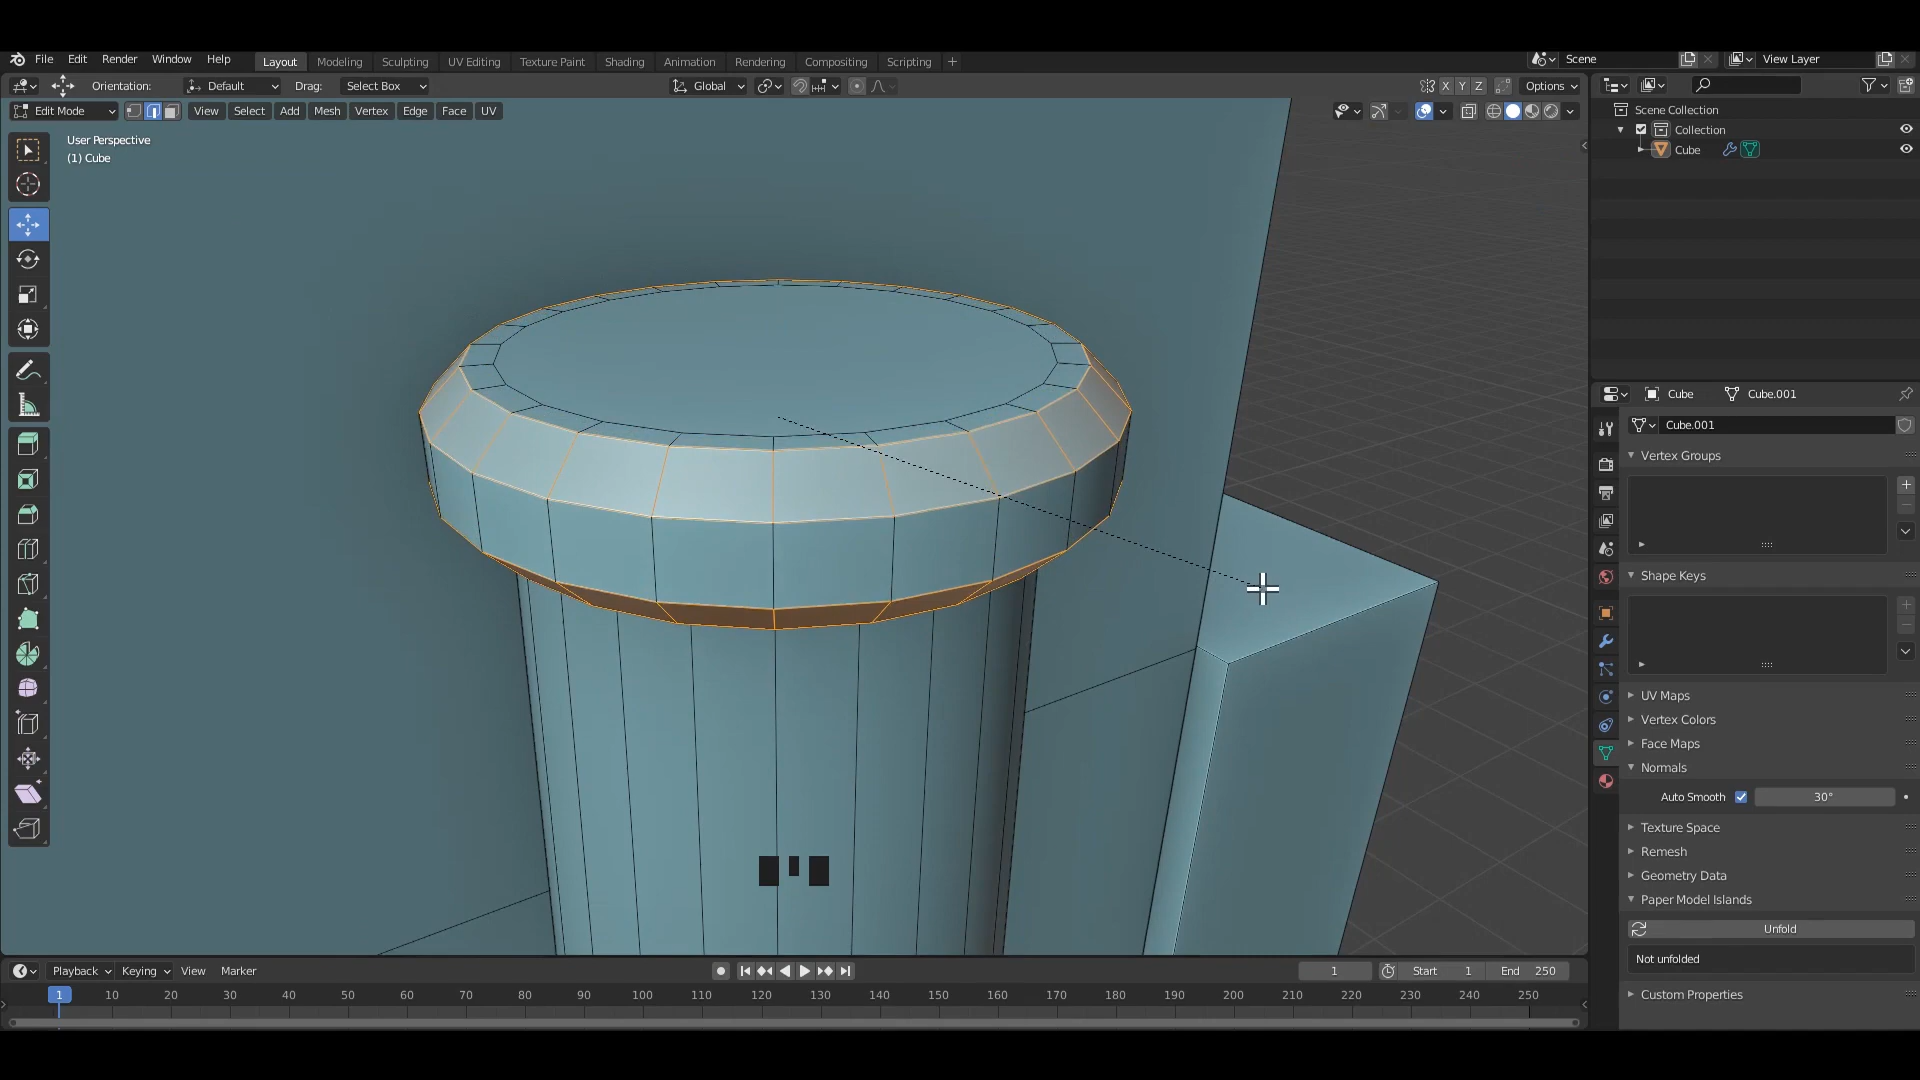 File Edit Render Window Help Layout Modeling Sculpting UV Editing Texture Paint Shading Animation Rendering Compositing Scripting + Scene View Layer
Orientation: Default Drag: Select Box Global X Y Z Options
Edit Mode View Select Add Mesh Vertex Edge Face UV
User Perspective
(1) Cube
Scene Collection
Collection
Cube
Cube Cube.001
Cube.001
Vertex Groups
Shape Keys
UV Maps
Vertex Colors
Face Maps
Normals
Auto Smooth 30°
Texture Space
Remesh
Geometry Data
Paper Model Islands
Unfold
Not unfolded
Custom Properties
Playback Keying View Marker 1 Start 1 End 250
1 10 20 30 40 50 60 70 80 90 100 110 120 130 140 150 160 170 180 190 200 210 220 230 240 250